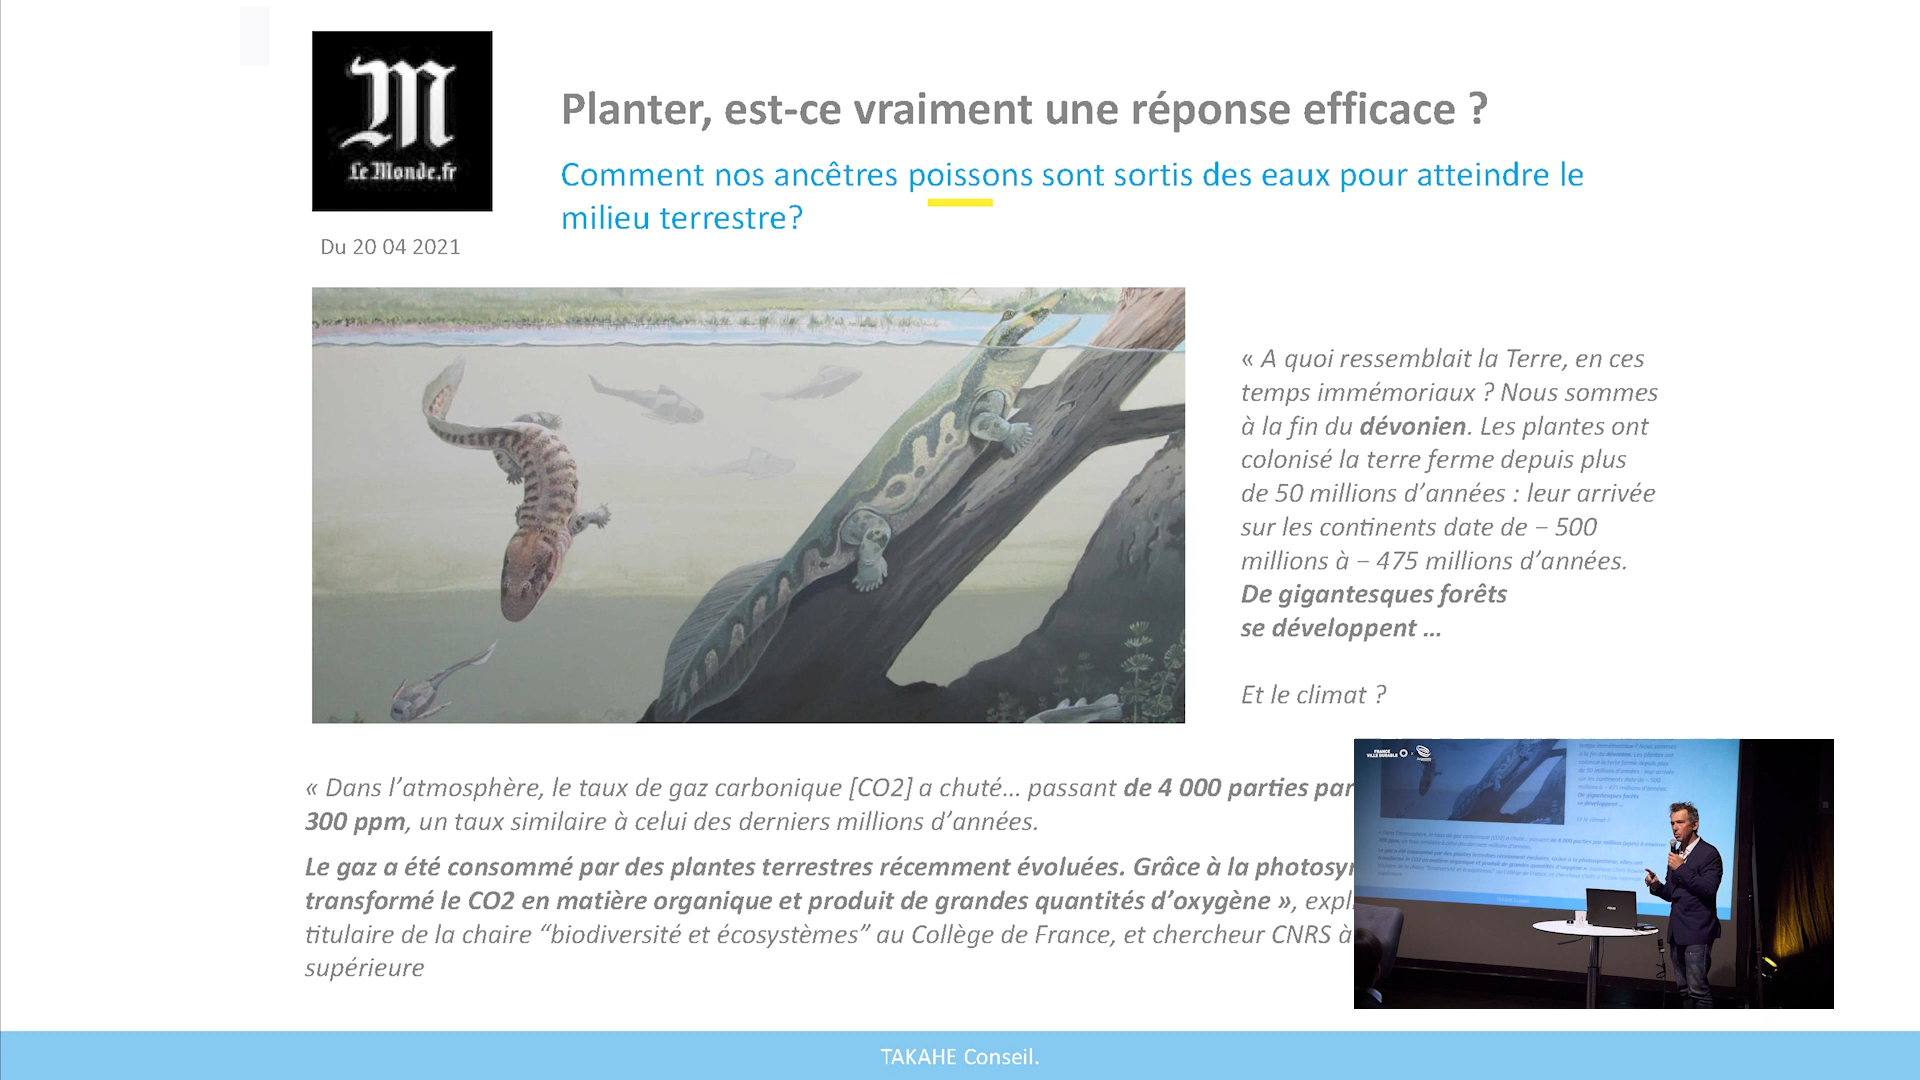 Le Monde.fr
Du 20 04 2021
Planter, est-ce vraiment une réponse efficace ?
Comment nos ancêtres poissons sont sortis des eaux pour atteindre le
milieu terrestre?
« A quoi ressemblait la Terre, en ces
temps immémoriaux ? Nous sommes
à la fin du dévonien. Les plantes ont
colonisé la terre ferme depuis plus
de 50 millions d’années : leur arrivée
sur les continents date de – 500
millions à – 475 millions d’années.
De gigantesques forêts
se développent ...
Et le climat ?
« Dans l’atmosphère, le taux de gaz carbonique [CO2] a chuté... passant de 4 000 parties par
300 ppm, un taux similaire à celui des derniers millions d’années.
Le gaz a été consommé par des plantes terrestres récemment évoluées. Grâce à la photosy
transformé le CO2 en matière organique et produit de grandes quantités d’oxygène », expl
titulaire de la chaire “biodiversité et écosystèmes” au Collège de France, et chercheur CNRS à
supérieure
FRANCE
VILLE DURABLE
TAKAHE Conseil.